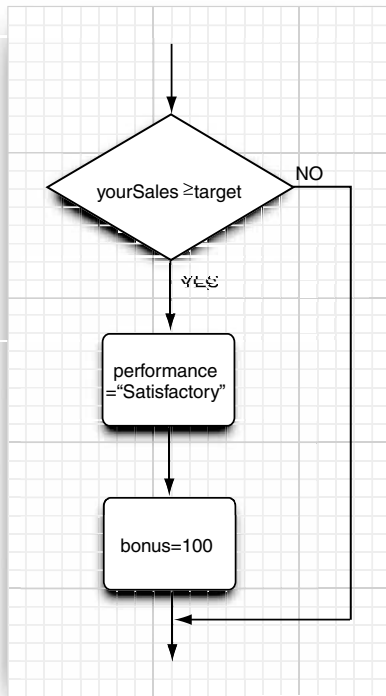 yourSales ≥target
NO
YES
performance
=“Satisfactory”
bonus=100